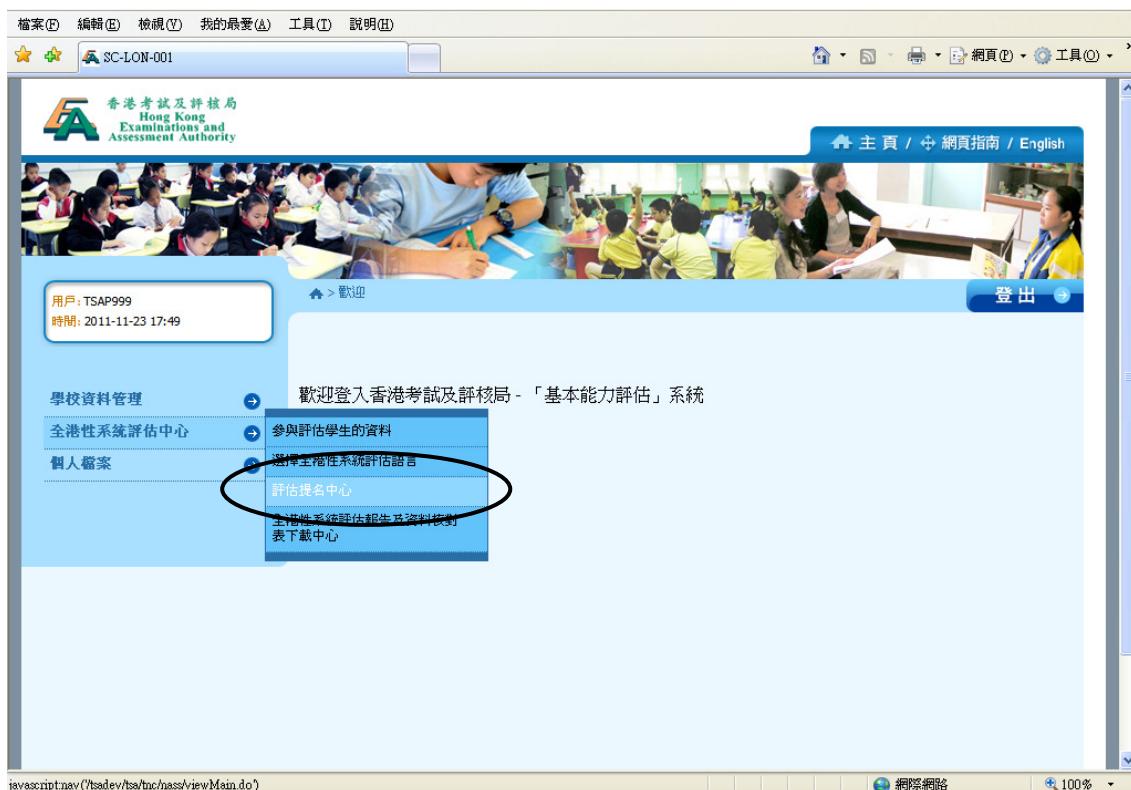 檔案(F) 編輯(E) 檢視(V) 我的最愛(A) 工具(T) 說明(H)
SC-LON-001
網頁(P) 工具(O)
香港考試及評核局
Hong Kong
Examinations and
Assessment Authority
主頁 / 網頁指南 / English
用戶: TSAP999
時間: 2011-11-23 17:49
> 歡迎
登出
歡迎登入香港考試及評核局 - 「基本能力評估」系統
學校資料管理
全港性系統評估中心
個人檔案
參與評估學生的資料
選擇全港性系統評估語言
評估提名中心
全港性系統評估報告及資料核對
表下載中心
javascript:nav('/tsadev/tsa/tnc/nass/viewMain.do')
網際網路
100%